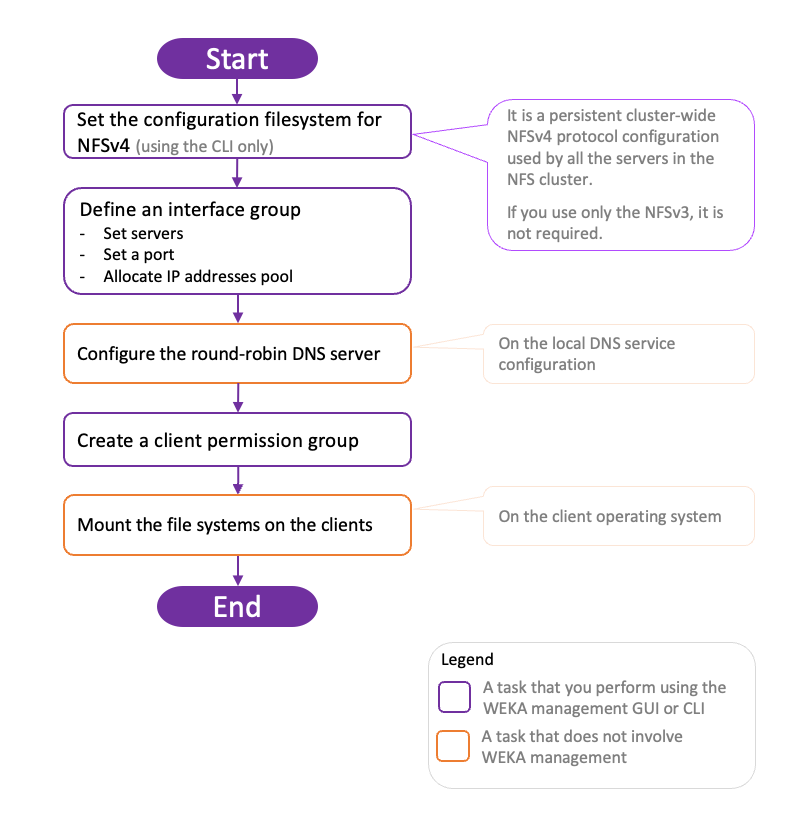 Start
Set the configuration filesystem for
NFSv4 (using the CLI only)
It is a persistent cluster-wide
NFSv4 protocol configuration
used by all the servers in the
NFS cluster.
If you use only the NFSv3, it is
not required.
Define an interface group
- Set servers
- Set a port
- Allocate IP addresses pool
Configure the round-robin DNS server
On the local DNS service
configuration
Create a client permission group
Mount the file systems on the clients
On the client operating system
End
Legend
A task that you perform using the
WEKA management GUI or CLI
A task that does not involve
WEKA management